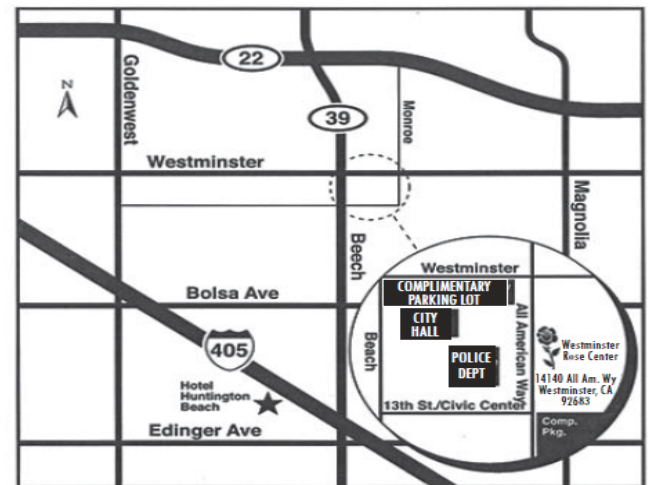 22
N
Goldenwest
39
Monroe
Westminster
Magnolia
Beech
Westminster
Bolsa Ave
COMPLIMENTARY
PARKING LOT
CITY
HALL
Beach
All American Way
405
POLICE
DEPT
Westminster
Rose Center
14140 All Am. Wy
Westminster, CA
92683
Hotel
Huntington
Beach
13th St./Civic Center
Comp.
Pkg.
Edinger Ave